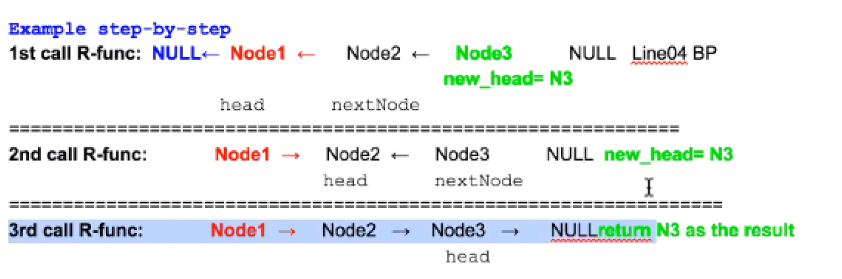 Example step-by-step
1st call R-func: NULL← Node1 ← Node2 ← Node3 NULL Line04 BP
new_head= N3
head nextNode
==============================================================
2nd call R-func: Node1 → Node2 ← Node3 NULL new_head= N3
head nextNode
==================================================================
3rd call R-func: Node1 → Node2 → Node3 → NULLreturn N3 as the result
head